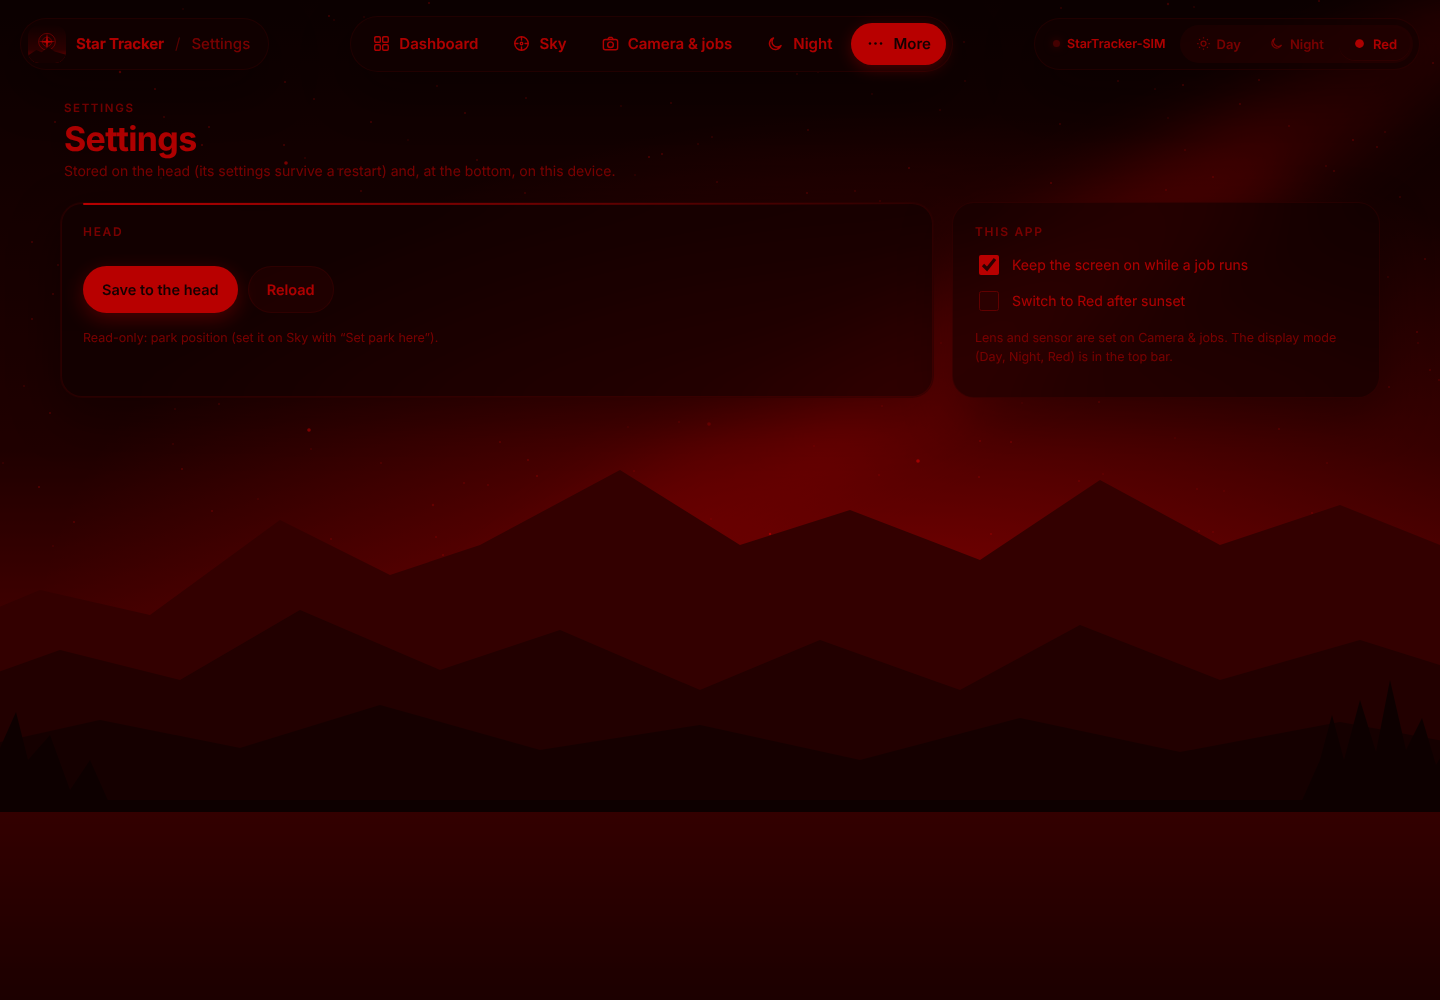 Star Tracker / Settings
Dashboard
Sky
Camera & jobs
Night
More
StarTracker-SIM
Day
Night
Red
SETTINGS
Settings
Stored on the head (its settings survive a restart) and, at the bottom, on this device.
HEAD
Save to the head
Reload
Read-only: park position (set it on Sky with "Set park here").
THIS APP
Keep the screen on while a job runs
Switch to Red after sunset
Lens and sensor are set on Camera & jobs. The display mode
(Day, Night, Red) is in the top bar.